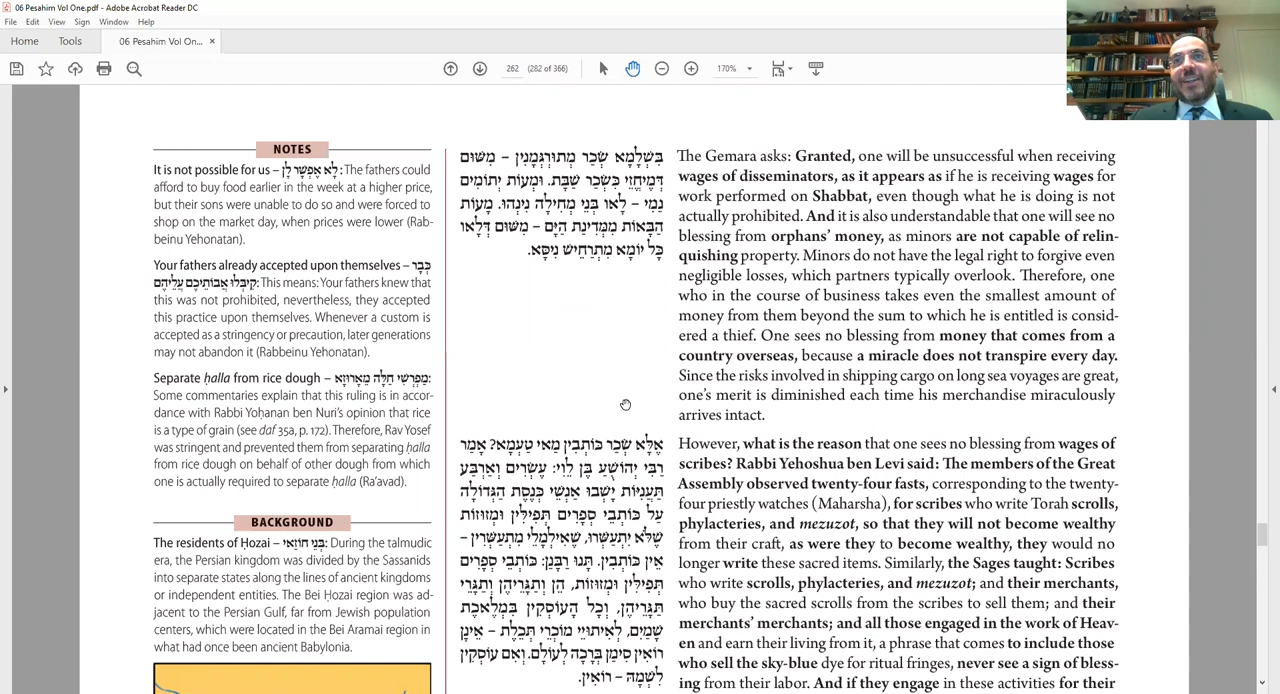 06 Pesahim Vol One.pdf - Adobe Acrobat Reader DC
File Edit View Sign Window Help
Home Tools 06 Pesahim Vol On... ×
262 (282 of 366) 170%
NOTES
It is not possible for us – לָא אֶפְשָׁר לָן: The fathers could
afford to buy food earlier in the week at a higher price,
but their sons were unable to do so and were forced to
shop on the market day, when prices were lower (Rab-
beinu Yehonatan).
Your fathers already accepted upon themselves – כְּבָר
קִיבְּלוּ אֲבוֹתֵיכֶם עֲלֵיהֶם: This means: Your fathers knew that
this was not prohibited, nevertheless, they accepted
this practice upon themselves. Whenever a custom is
accepted as a stringency or precaution, later generations
may not abandon it (Rabbeinu Yehonatan).
Separate ḥalla from rice dough – מַפְרְשִׁי חַלָּה מֵאָרוֹזָא:
Some commentaries explain that this ruling is in accor-
dance with Rabbi Yoḥanan ben Nuri's opinion that rice
is a type of grain (see daf 35a, p. 172). Therefore, Rav Yosef
was stringent and prevented them from separating ḥalla
from rice dough on behalf of other dough from which
one is actually required to separate ḥalla (Ra'avad).
BACKGROUND
The residents of Ḥozai – בְּנֵי חוֹזָאֵי: During the talmudic
era, the Persian kingdom was divided by the Sassanids
into separate states along the lines of ancient kingdoms
or independent entities. The Bei Ḥozai region was ad-
jacent to the Persian Gulf, far from Jewish population
centers, which were located in the Bei Aramai region in
what had once been ancient Babylonia.
בִּשְׁלָמָא שְׂכַר מְתוּרְגְּמָנִין – מִשּׁוּם
דְּמֶיחֱזֵי כִּשְׂכַר שַׁבָּת. וּמְעוֹת יְתוֹמִים
נַמִי – לָאו בְּנֵי מְחִילָה נִינְהוּ. מָעוֹת
הַבָּאוֹת מִמְּדִינַת הַיָּם – מִשּׁוּם דְּלָאו
כָּל יוֹמָא מִתְרַחֵישׁ נִיסָּא.
אֶלָּא שְׂכַר כּוֹתְבִין מַאי טַעְמָא? אָמַר
רַבִּי יְהוֹשֻׁעַ בֶּן לֵוִי: עֶשְׂרִים וְאַרְבַּע
תַּעֲנִיּוֹת יָשְׁבוּ אַנְשֵׁי כְּנֶסֶת הַגְּדוֹלָה
עַל כּוֹתְבֵי סְפָרִים תְּפִילִּין וּמְזוּזוֹת
שֶׁלֹּא יִתְעַשְּׁרוּ, שֶׁאִילְמָלֵי מִתְעַשְּׁרִין –
אֵין כּוֹתְבִין. תָּנוּ רַבָּנַן: כּוֹתְבֵי סְפָרִים
תְּפִילִּין וּמְזוּזוֹת, הֵן וְתַגָּרֵיהֶן וְתַגָּרֵי
תַּגָּרֵיהֶן, וְכָל הָעוֹסְקִין בִּמְלֶאכֶת
שָׁמַיִם, לְאִיתוּיֵי מוֹכְרֵי תְּכֵלֶת – אֵינָן
רוֹאִין סִימַן בְּרָכָה לְעוֹלָם. וְאִם עוֹסְקִין
לִשְׁמָהּ – רוֹאִין.
The Gemara asks: Granted, one will be unsuccessful when receiving
wages of disseminators, as it appears as if he is receiving wages for
work performed on Shabbat, even though what he is doing is not
actually prohibited. And it is also understandable that one will see no
blessing from orphans' money, as minors are not capable of relin-
quishing property. Minors do not have the legal right to forgive even
negligible losses, which partners typically overlook. Therefore, one
who in the course of business takes even the smallest amount of
money from them beyond the sum to which he is entitled is consid-
ered a thief. One sees no blessing from money that comes from a
country overseas, because a miracle does not transpire every day.
Since the risks involved in shipping cargo on long sea voyages are great,
one's merit is diminished each time his merchandise miraculously
arrives intact.
However, what is the reason that one sees no blessing from wages of
scribes? Rabbi Yehoshua ben Levi said: The members of the Great
Assembly observed twenty-four fasts, corresponding to the twenty-
four priestly watches (Maharsha), for scribes who write Torah scrolls,
phylacteries, and mezuzot, so that they will not become wealthy
from their craft, as were they to become wealthy, they would no
longer write these sacred items. Similarly, the Sages taught: Scribes
who write scrolls, phylacteries, and mezuzot; and their merchants,
who buy the sacred scrolls from the scribes to sell them; and their
merchants' merchants; and all those engaged in the work of Heav-
en and earn their living from it, a phrase that comes to include those
who sell the sky-blue dye for ritual fringes, never see a sign of bless-
ing from their labor. And if they engage in these activities for their